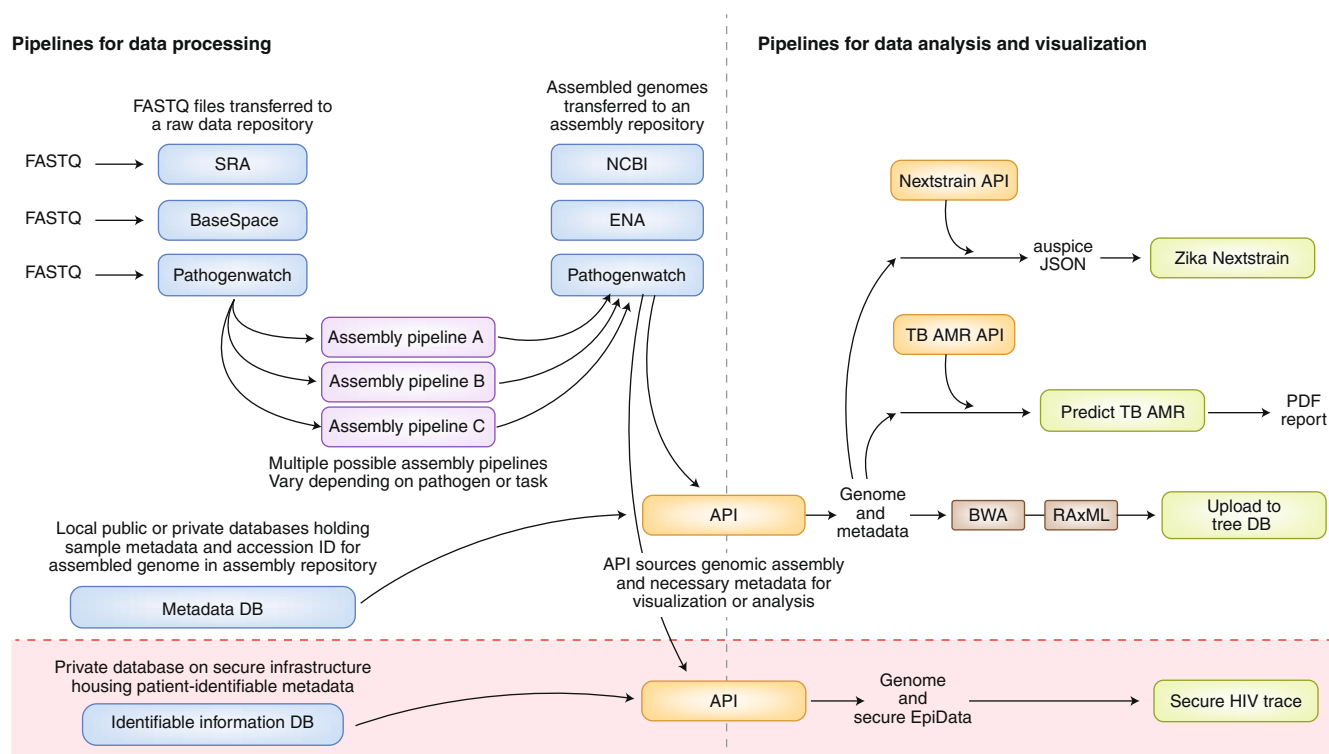 Pipelines for data processing
Pipelines for data analysis and visualization
FASTQ files transferred to
a raw data repository
Assembled genomes
transferred to an
assembly repository
FASTQ
SRA
NCBI
FASTQ
BaseSpace
ENA
FASTQ
Pathogenwatch
Pathogenwatch
Assembly pipeline A
Assembly pipeline B
Assembly pipeline C
Multiple possible assembly pipelines
Vary depending on pathogen or task
Nextstrain API
auspice
JSON
Zika Nextstrain
TB AMR API
Predict TB AMR
PDF
report
Local public or private databases holding
sample metadata and accession ID for
assembled genome in assembly repository
Metadata DB
API
Genome
and
metadata
BWA
RAxML
Upload to
tree DB
API sources genomic assembly
and necessary metadata for
visualization or analysis
Private database on secure infrastructure
housing patient-identifiable metadata
Identifiable information DB
API
Genome
and
secure EpiData
Secure HIV trace